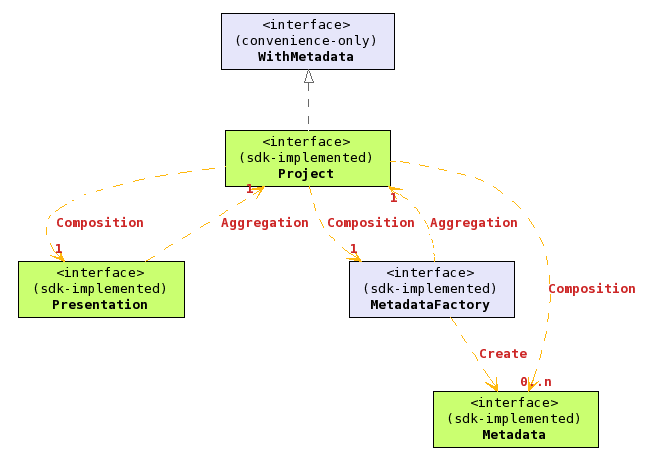 <interface>
(convenience-only)
WithMetadata
<interface>
(sdk-implemented)
Project
1
1
Composition
Aggregation
Composition
Aggregation
1
1
<interface>
(sdk-implemented)
Presentation
<interface>
(sdk-implemented)
MetadataFactory
Composition
Create
0..n
<interface>
(sdk-implemented)
Metadata